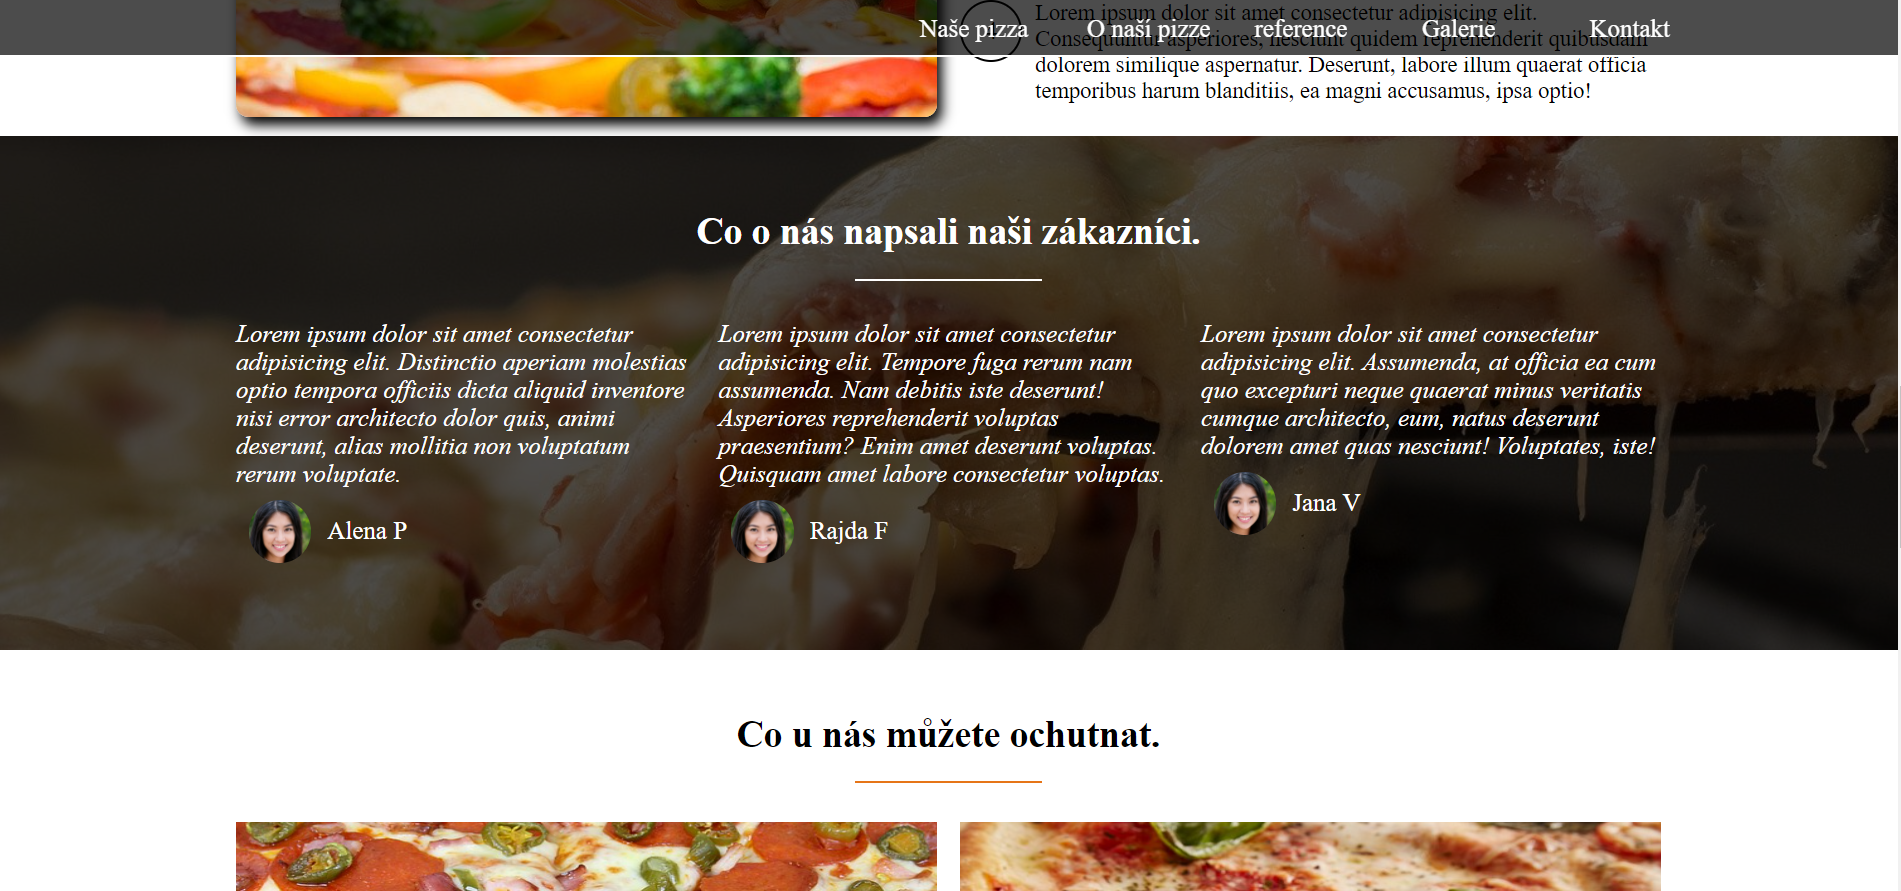 Naše pizza
O naší pizze
reference
Galerie
Kontakt
Lorem ipsum dolor sit amet consectetur adipisicing elit.
Consequuntur asperiores, nesciunt quidem reprehenderit quibusdam
dolorem similique aspernatur. Deserunt, labore illum quaerat officia
temporibus harum blanditiis, ea magni accusamus, ipsa optio!
Co o nás napsali naši zákazníci.
Lorem ipsum dolor sit amet consectetur
adipisicing elit. Distinctio aperiam molestias
optio tempora officiis dicta aliquid inventore
nisi error architecto dolor quis, animi
deserunt, alias mollitia non voluptatum
rerum voluptate.
Alena P
Lorem ipsum dolor sit amet consectetur
adipisicing elit. Tempore fuga rerum nam
assumenda. Nam debitis iste deserunt!
Asperiores reprehenderit voluptas
praesentium? Enim amet deserunt voluptas.
Quisquam amet labore consectetur voluptas.
Rajda F
Lorem ipsum dolor sit amet consectetur
adipisicing elit. Assumenda, at officia ea cum
quo excepturi neque quaerat minus veritatis
cumque architecto, eum, natus deserunt
dolorem amet quas nesciunt! Voluptates, iste!
Jana V
Co u nás můžete ochutnat.